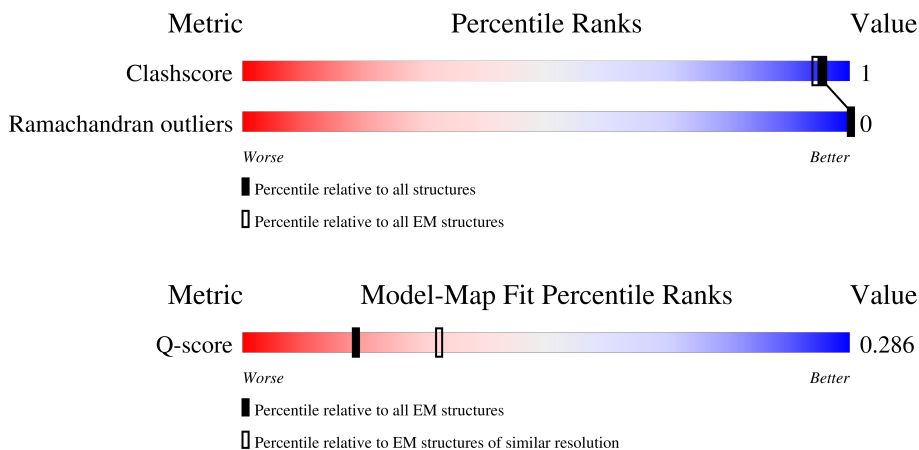 Metric Percentile Ranks Value
Clashscore 1
Ramachandran outliers 0
Worse Better
Percentile relative to all structures
Percentile relative to all EM structures
Metric Model-Map Fit Percentile Ranks Value
Q-score 0.286
Worse Better
Percentile relative to all EM structures
Percentile relative to EM structures of similar resolution